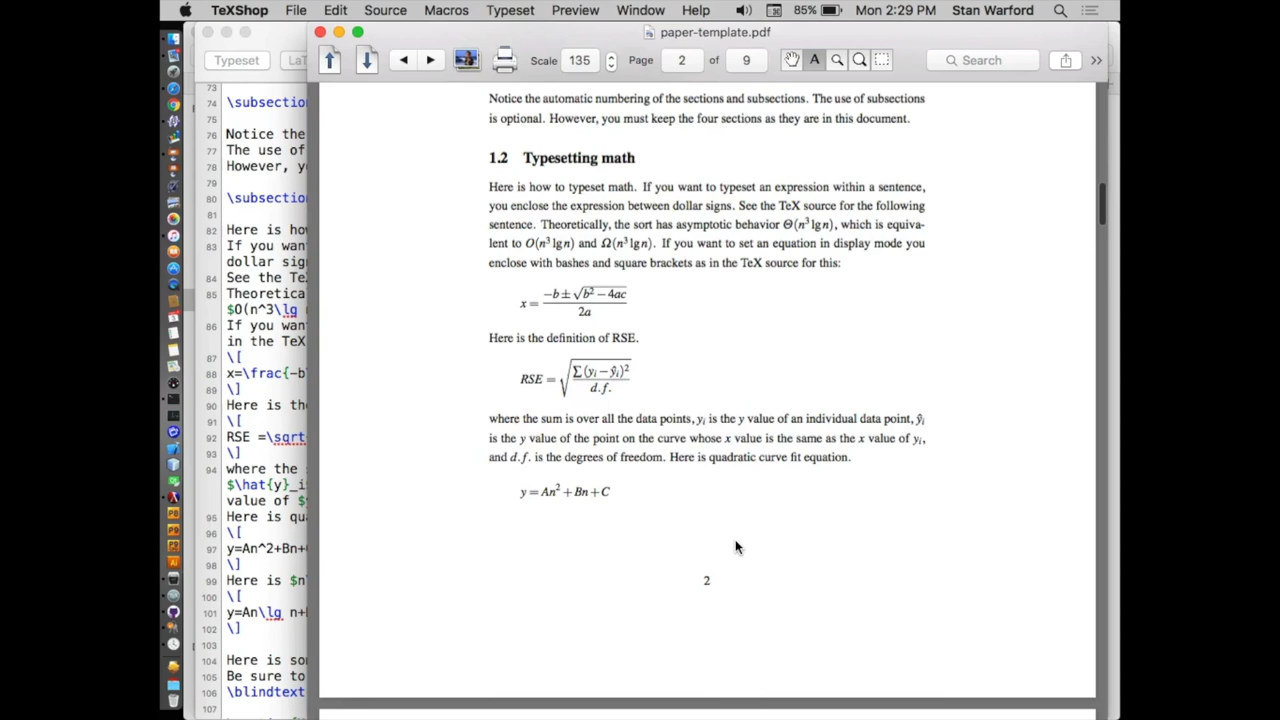 TeXShop File Edit Source Macros Typeset Preview Window Help 85% Mon 2:29 PM Stan Warford
paper-template.pdf
Typeset LaT Scale 135 Page 2 of 9 A Search
73
74 \subsectio
75
76 Notice the
77 The use of
78 However, y
79
80 \subsectio
81
82 Here is ho
83 If you wan
dollar sig
84 See the Te
85 Theoretica
$O(n^3\lg
86 If you wan
in the TeX
87 \[
88 x=\frac{-b
89 \]
90 Here is th
91 \[
92 RSE =\sqrt
93 \]
94 where the
$\hat{y}_i
value of $
95 Here is qu
96 \[
97 y=An^2+Bn+
98 \]
99 Here is $n
100 \[
101 y=An\lg n+
102 \]
103
104 Here is so
105 Be sure to
106 \blindtext
107
Notice the automatic numbering of the sections and subsections. The use of subsections
is optional. However, you must keep the four sections as they are in this document.
1.2 Typesetting math
Here is how to typeset math. If you want to typeset an expression within a sentence,
you enclose the expression between dollar signs. See the TeX source for the following
sentence. Theoretically, the sort has asymptotic behavior Θ(n³ lg n), which is equiva-
lent to O(n³ lg n) and Ω(n³ lg n). If you want to set an equation in display mode you
enclose with bashes and square brackets as in the TeX source for this:
x = −b ± √b² − 4ac
2a
Here is the definition of RSE.
RSE = √ Σ(yᵢ − ŷᵢ)²
d.f.
where the sum is over all the data points, yᵢ is the y value of an individual data point, ŷᵢ
is the y value of the point on the curve whose x value is the same as the x value of yᵢ,
and d.f. is the degrees of freedom. Here is quadratic curve fit equation.
y = An² + Bn + C
2